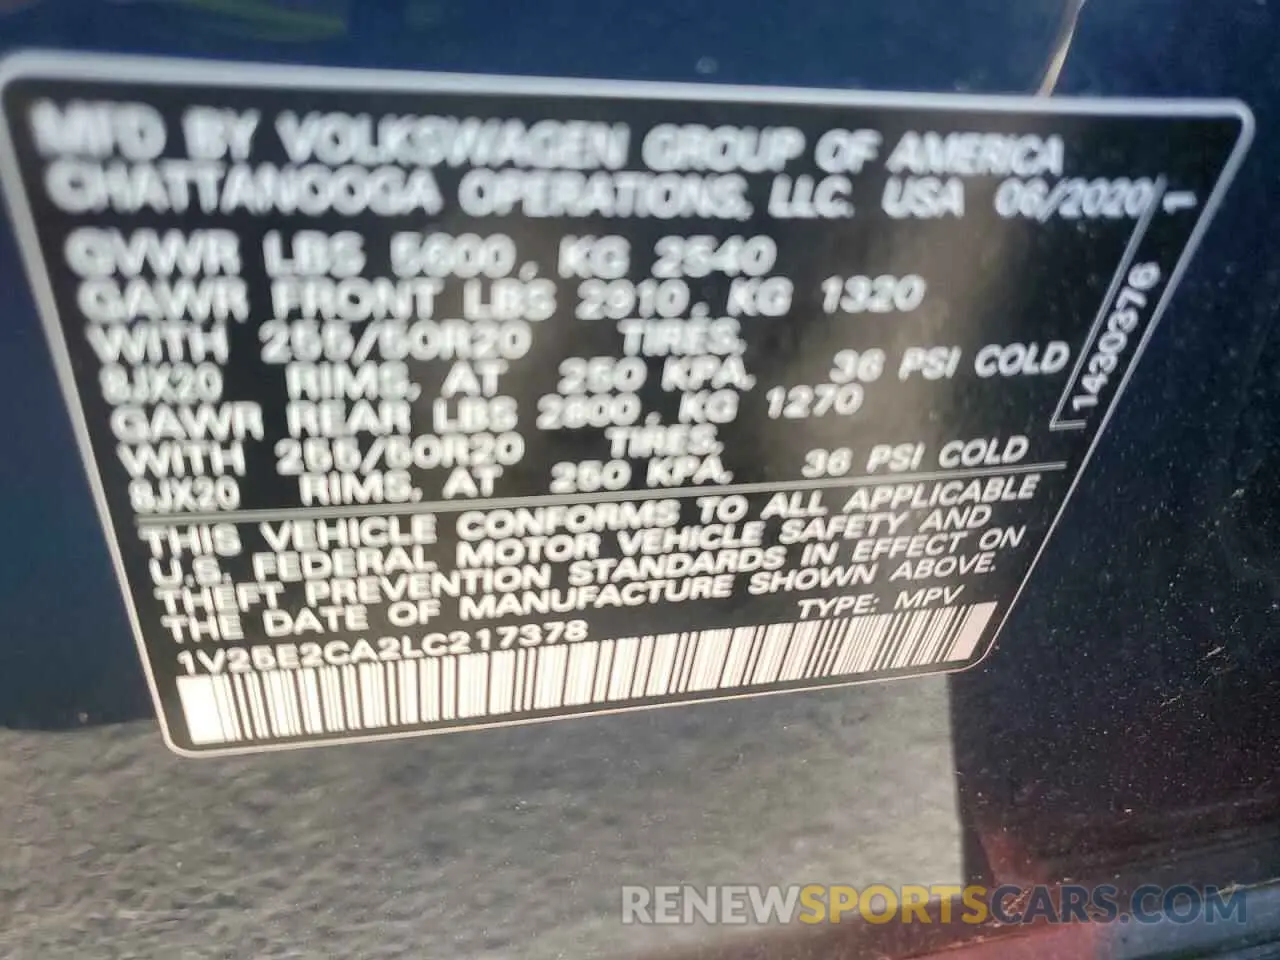 MFD BY VOLKSWAGEN GROUP OF AMERICA
CHATTANOOGA OPERATIONS, LLC. USA 06/2020/-1
GVWR LBS 5600, KG 2540
GAWR FRONT LBS 2910, KG 1320
WITH 255/50R20 TIRES,
8JX20 RIMS, AT 250 KPA, 36 PSI COLD
GAWR REAR LBS 2800, KG 1270
WITH 255/50R20 TIRES,
8JX20 RIMS, AT 250 KPA, 36 PSI COLD
1430376
THIS VEHICLE CONFORMS TO ALL APPLICABLE
U.S. FEDERAL MOTOR VEHICLE SAFETY AND
THEFT PREVENTION STANDARDS IN EFFECT ON
THE DATE OF MANUFACTURE SHOWN ABOVE.
1V2BE2CA2LC217378 TYPE: MPV
RENEWSPORTSCARS.COM